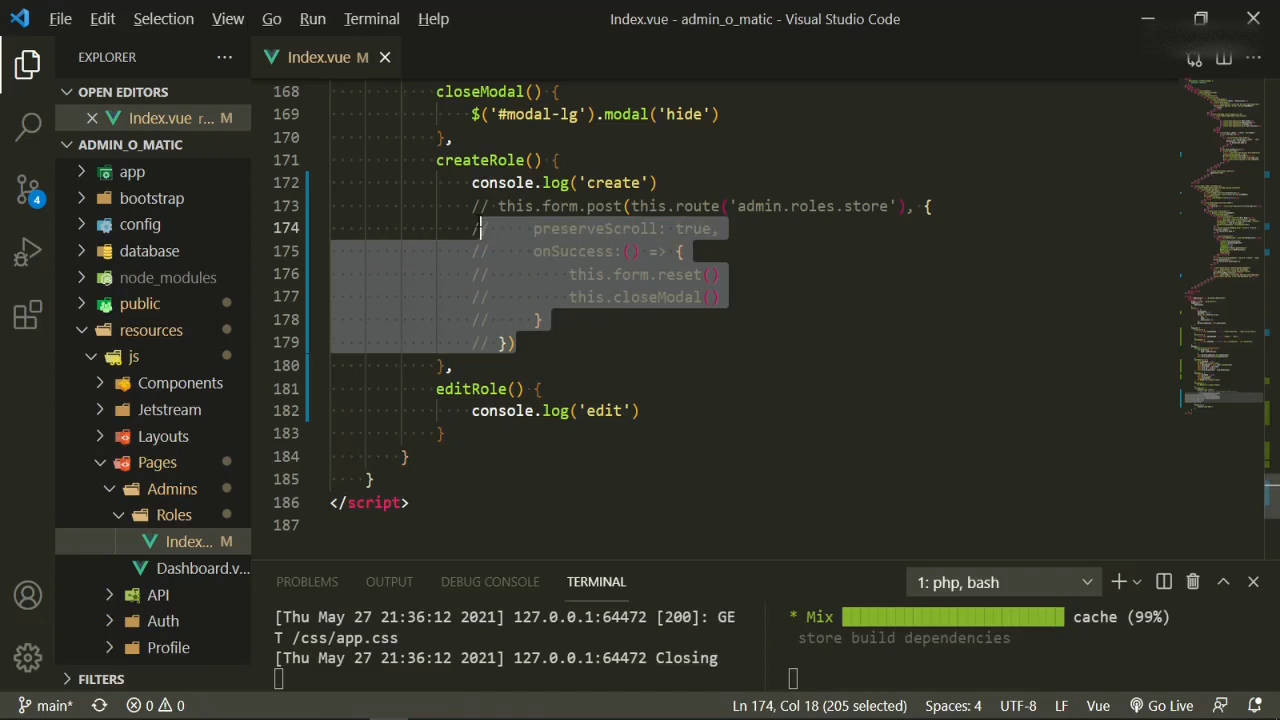 File Edit Selection View Go Run Terminal Help Index.vue - admin_o_matic - Visual Studio Code
EXPLORER
Index.vue M
OPEN EDITORS
Index.vue r... M
ADMIN_O_MATIC
app
bootstrap
config
database
node_modules
public
resources
js
Components
Jetstream
Layouts
Pages
Admins
Roles
Index... M
Dashboard.v...
API
Auth
Profile
FILTERS
4
168 closeModal() {
169 $('#modal-lg').modal('hide')
170 },
171 createRole() {
172 console.log('create')
173 // this.form.post(this.route('admin.roles.store'), {
174 // preserveScroll: true,
175 // onSuccess:() => {
176 // this.form.reset()
177 // this.closeModal()
178 // }
179 // })
180 },
181 editRole() {
182 console.log('edit')
183 }
184 }
185 }
186 </script>
187
PROBLEMS OUTPUT DEBUG CONSOLE TERMINAL 1: php, bash
[Thu May 27 21:36:12 2021] 127.0.0.1:64472 [200]: GE
T /css/app.css
[Thu May 27 21:36:12 2021] 127.0.0.1:64472 Closing
* Mix cache (99%)
store build dependencies
main* 0 0 Ln 174, Col 18 (205 selected) Spaces: 4 UTF-8 LF Vue Go Live